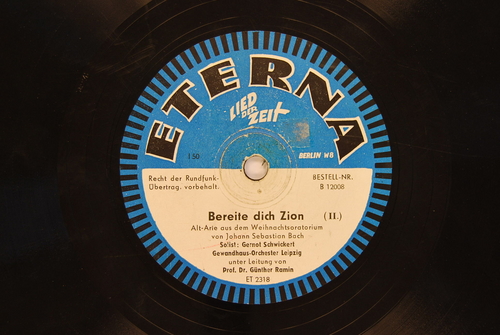 ETERNA
LIED
DER
ZEIT
150
BERLIN W8
Recht der Rundfunk-
Übertrag. vorbehalt.
BESTELL-NR.
B 12008
Bereite dich Zion (II.)
Alt-Arie aus dem Weihnachtsoratorium
von Johann Sebastian Bach
Solist: Gernot Schwickert
Gewandhaus-Orchester Leipzig
unter Leitung von
Prof. Dr. Günther Ramin
ET 2318